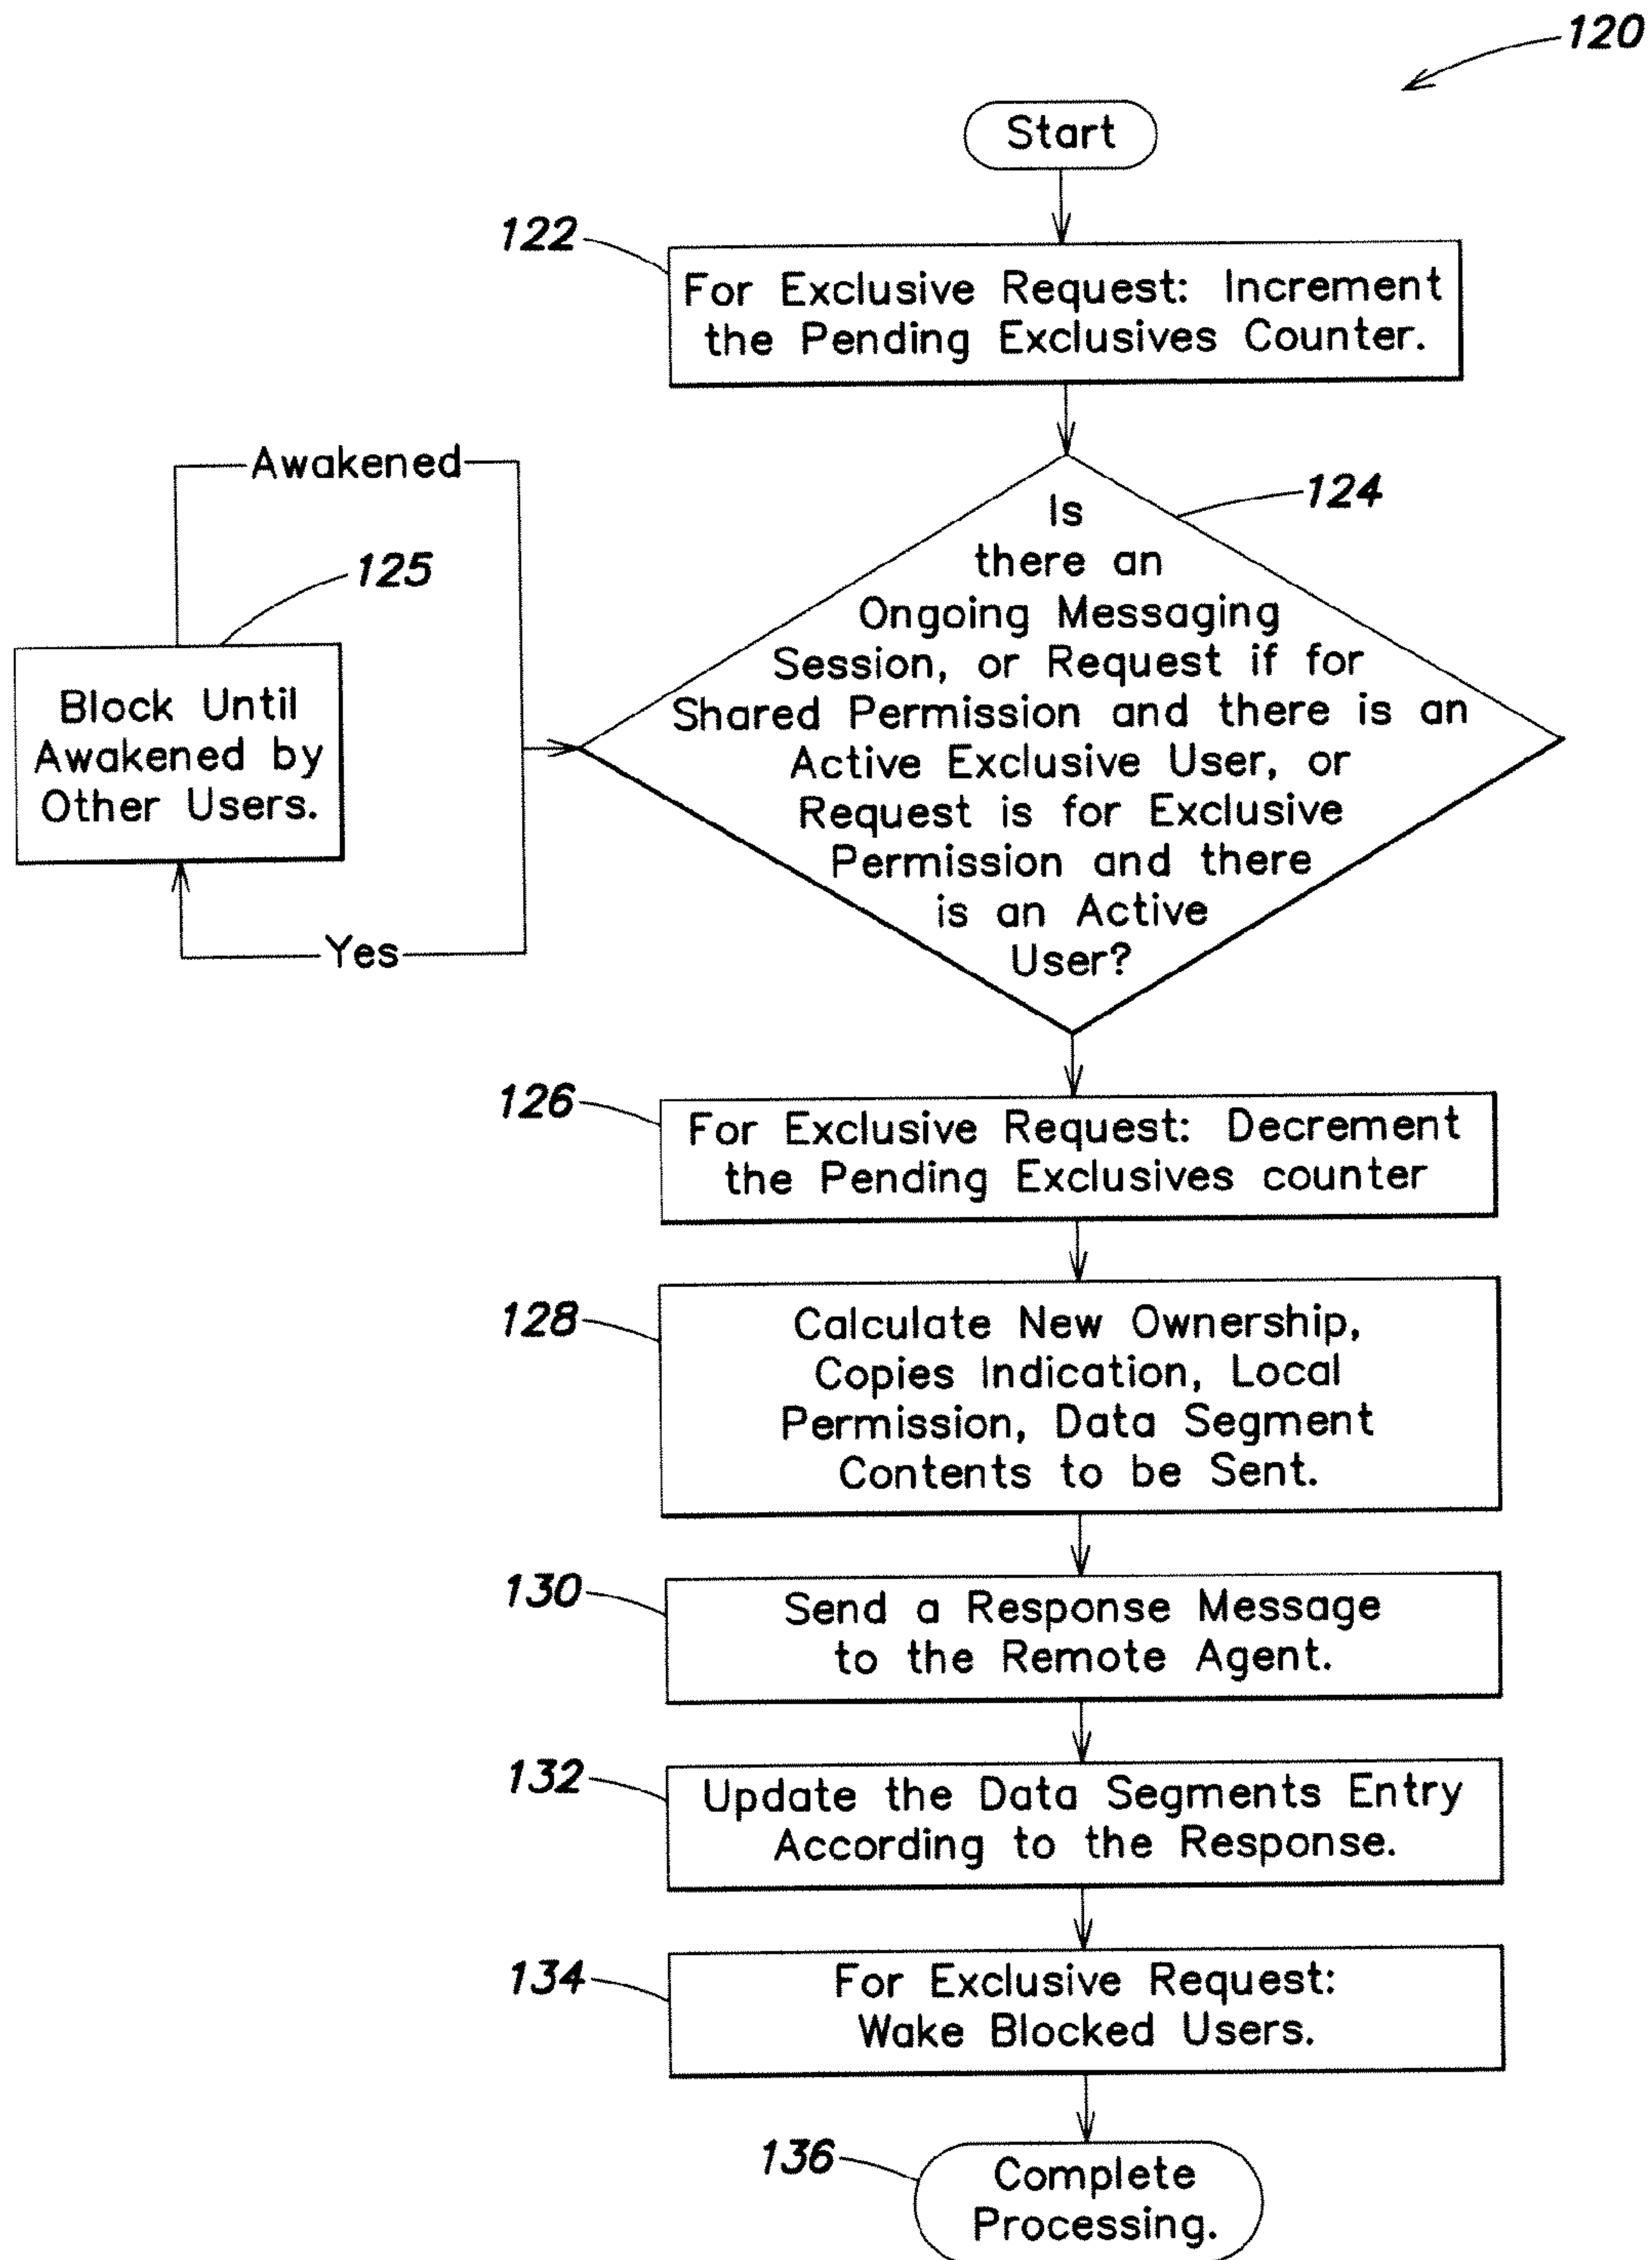 120
Start
122
For Exclusive Request: Increment
the Pending Exclusives Counter.
Awakened
124
125
Is
there an
Ongoing Messaging
Session, or Request if for
Shared Permission and there is an
Active Exclusive User, or
Request is for Exclusive
Permission and there
is an Active
User?
Block Until
Awakened by
Other Users.
Yes
126
For Exclusive Request: Decrement
the Pending Exclusives counter
128
Calculate New Ownership,
Copies Indication, Local
Permission, Data Segment
Contents to be Sent.
130
Send a Response Message
to the Remote Agent.
132
Update the Data Segments Entry
According to the Response.
134
For Exclusive Request:
Wake Blocked Users.
136
Complete
Processing.